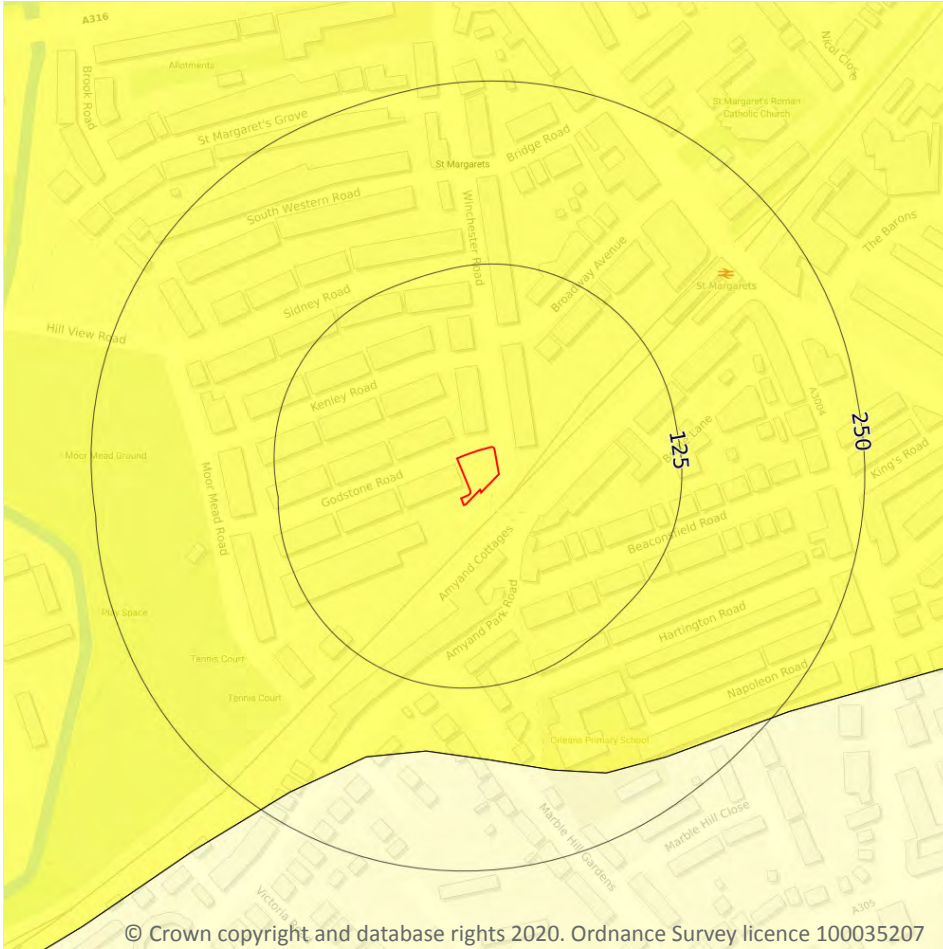 A316
Brook Road
Allotments
Nicol Close
St Margaret's Roman
Catholic Church
St Margaret's Grove
St Margarets
Bridge Road
South Western Road
Winchester Road
The Barons
Broadway Avenue
St Margarets
Sidney Road
Hill View Road
Kenley Road
A3004
250
125
King's Road
Moor Mead Ground
Moor Mead Road
Godstone Road
Beaconsfield Road
Amyand Cottages
Play Space
Amyand Park Road
Hartington Road
Tennis Court
Napoleon Road
Tennis Court
Orleans Primary School
Marble Hill Gardens
Marble Hill Close
Victoria
A305
© Crown copyright and database rights 2020. Ordnance Survey licence 100035207